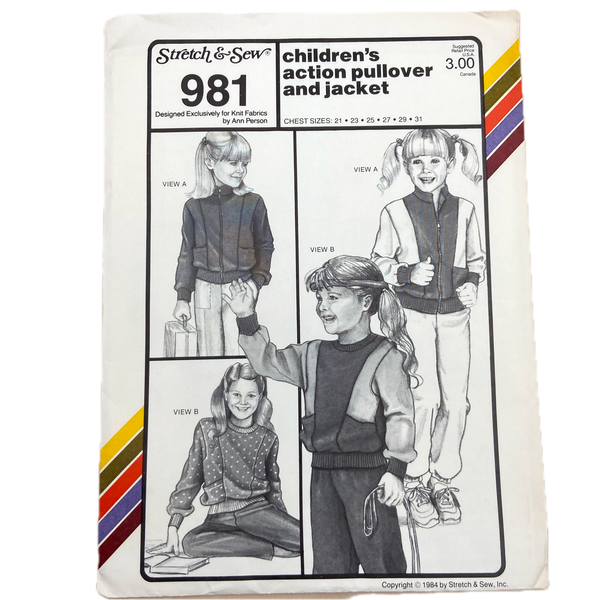 Stretch & Sew®
981
Designed Exclusively for Knit Fabrics
by Ann Person
children's
action pullover
and jacket
CHEST SIZES: 21 • 23 • 25 • 27 • 29 • 31
Suggested
Retail Price
U.S.A.
3.00
Canada
VIEW A
VIEW A
VIEW B
VIEW B
Copyright © 1984 by Stretch & Sew, Inc.